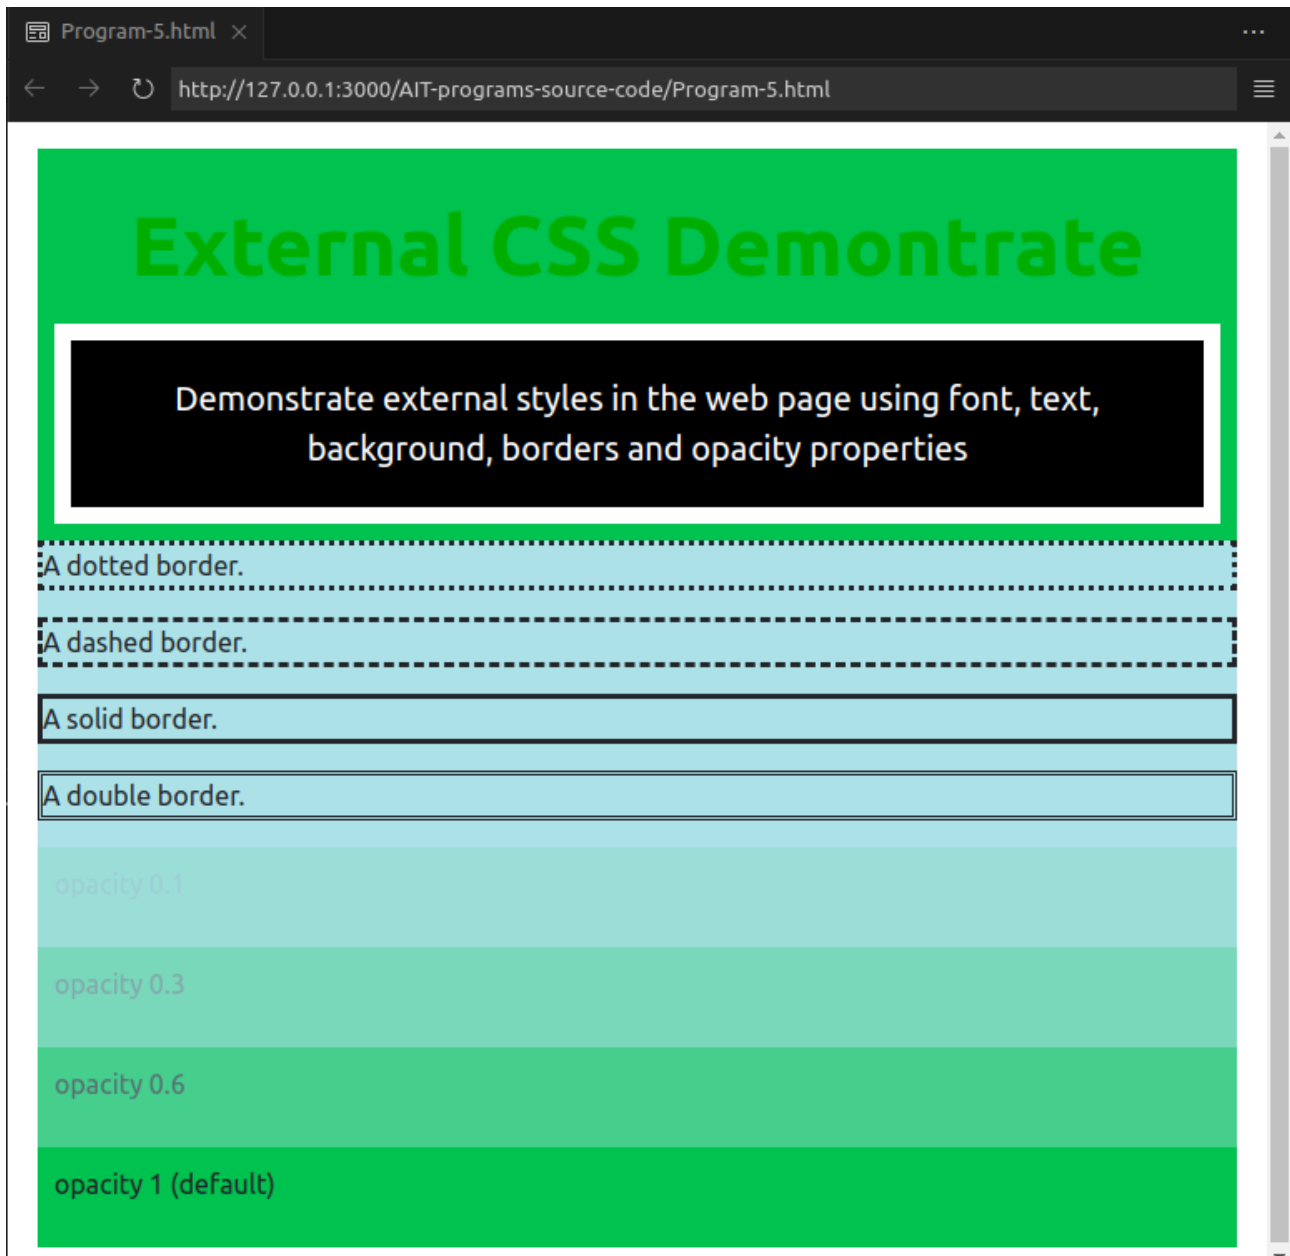 Program-5.html
http://127.0.0.1:3000/AIT-programs-source-code/Program-5.html
External CSS Demontrate
Demonstrate external styles in the web page using font, text,
background, borders and opacity properties
A dotted border.
A dashed border.
A solid border.
A double border.
opacity 0.1
opacity 0.3
opacity 0.6
opacity 1 (default)